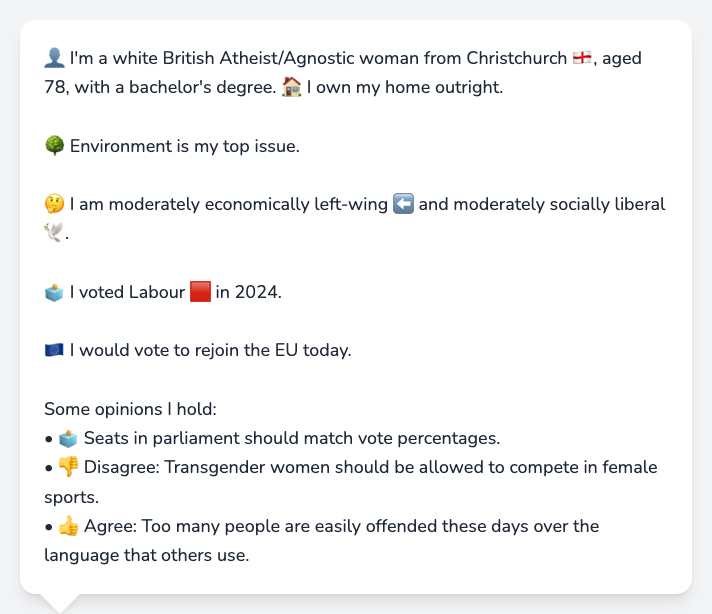 👤 I'm a white British Atheist/Agnostic woman from Christchurch 🏴󠁧󠁢󠁥󠁮󠁧󠁿, aged
78, with a bachelor's degree. 🏠 I own my home outright.
🌳 Environment is my top issue.
🤔 I am moderately economically left-wing ⬅️ and moderately socially liberal
🕊️.
🗳️ I voted Labour 🟥 in 2024.
🇪🇺 I would vote to rejoin the EU today.
Some opinions I hold:
• 🗳️ Seats in parliament should match vote percentages.
• 👎 Disagree: Transgender women should be allowed to compete in female
sports.
• 👍 Agree: Too many people are easily offended these days over the
language that others use.